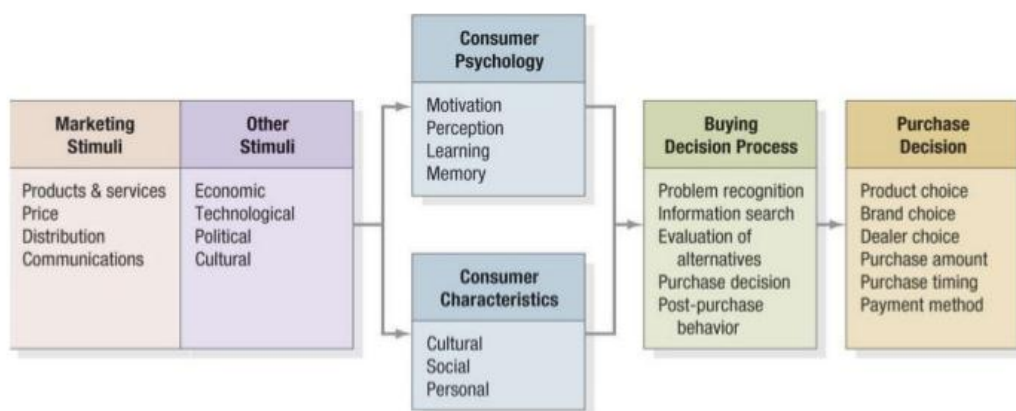 Marketing
Stimuli
Products & services
Price
Distribution
Communications
Other
Stimuli
Economic
Technological
Political
Cultural
Consumer
Psychology
Motivation
Perception
Learning
Memory
Consumer
Characteristics
Cultural
Social
Personal
Buying
Decision Process
Problem recognition
Information search
Evaluation of
alternatives
Purchase decision
Post-purchase
behavior
Purchase
Decision
Product choice
Brand choice
Dealer choice
Purchase amount
Purchase timing
Payment method